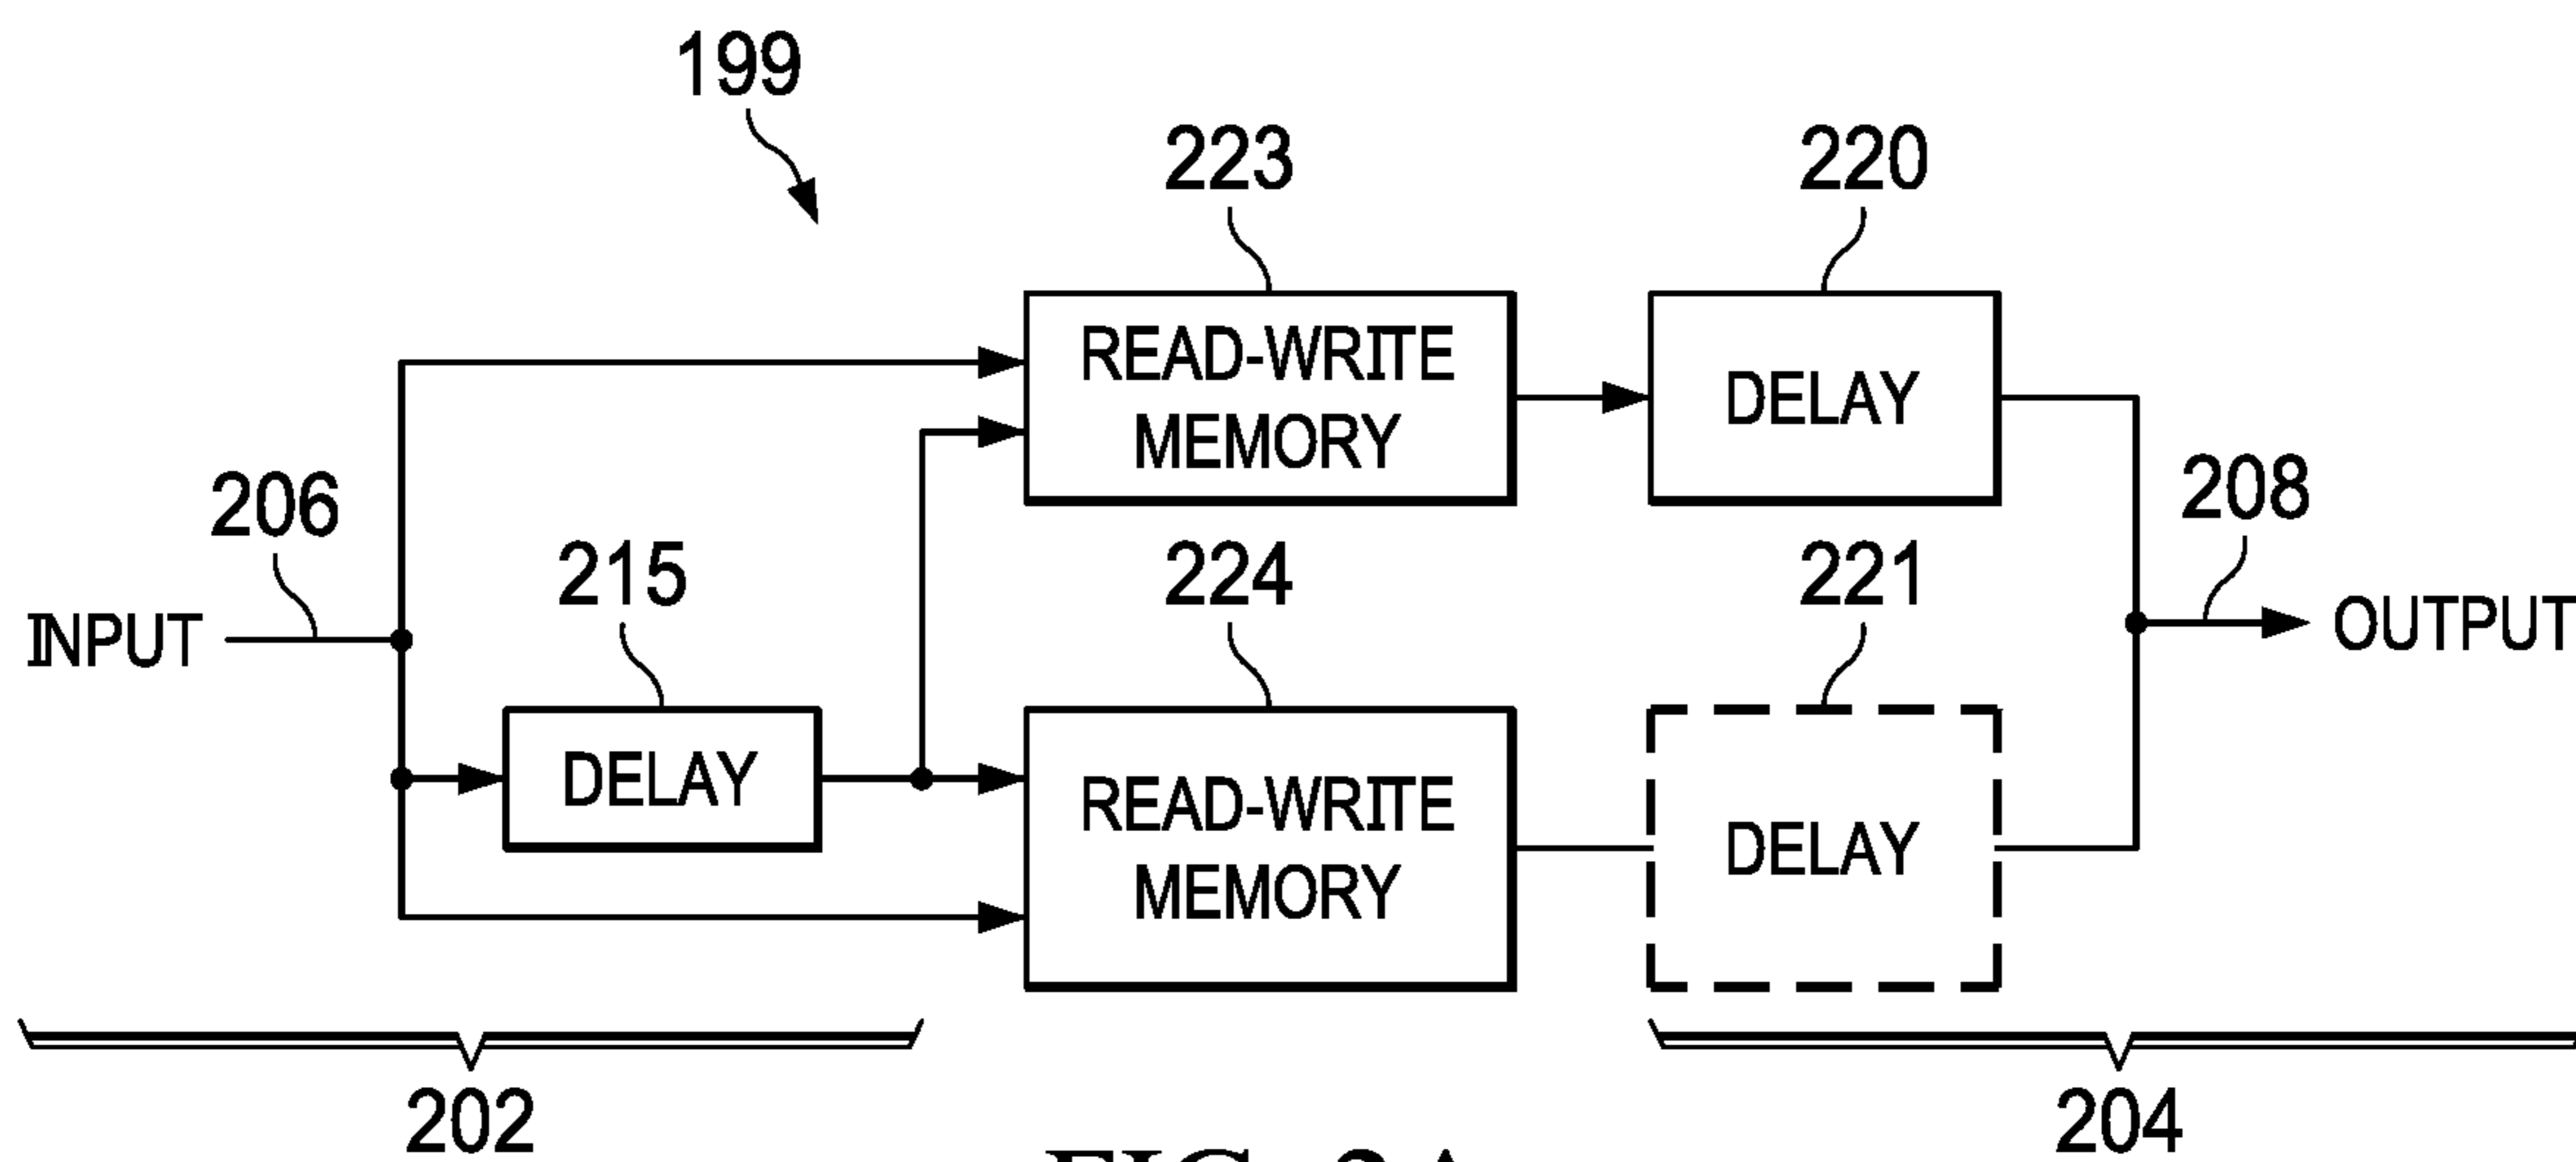 199
223
220
READ-WRITE
MEMORY
DELAY
206
208
215
224
221
INPUT
OUTPUT
DELAY
READ-WRITE
MEMORY
DELAY
202
204